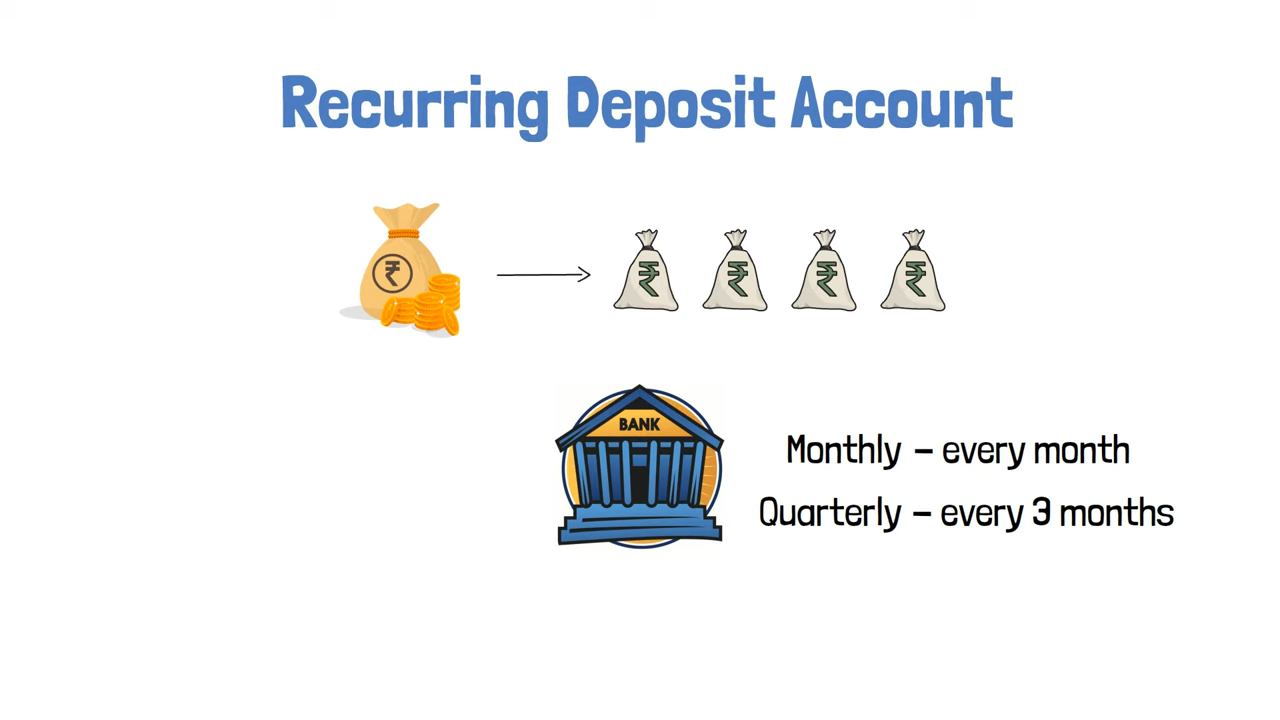 Recurring Deposit Account
₹
₹ ₹ ₹ ₹
BANK
Monthly – every month
Quarterly – every 3 months